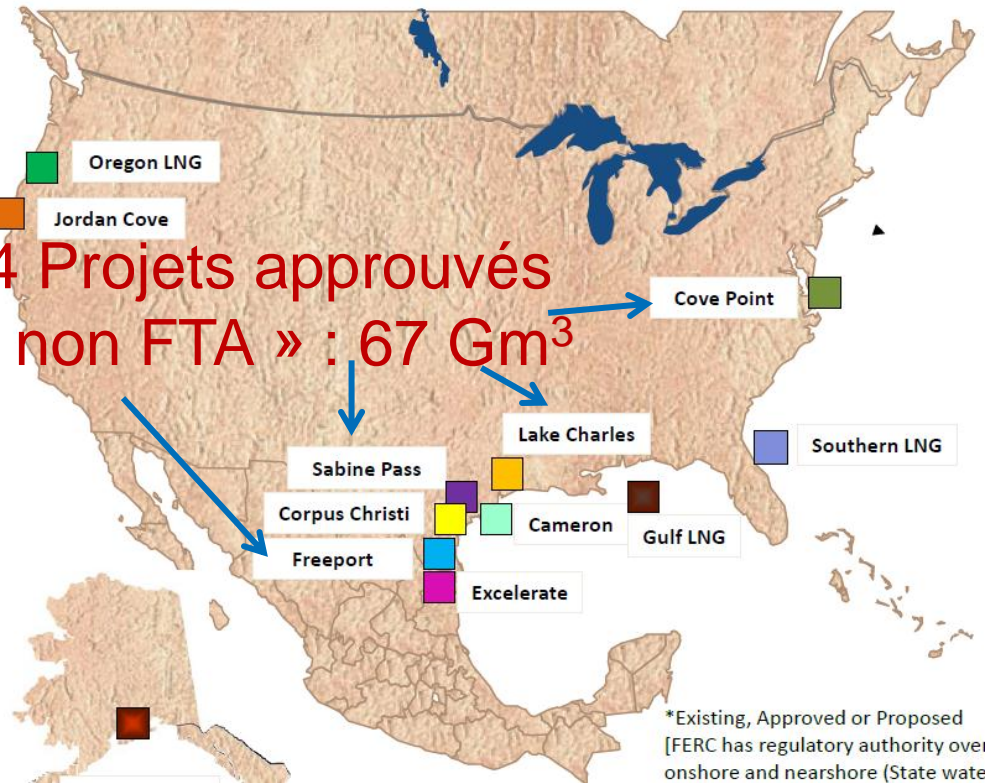 Oregon LNG
Jordan Cove
4 Projets approuvés
non FTA » : 67 Gm³
Cove Point
Lake Charles
Southern LNG
Sabine Pass
Corpus Christi
Cameron
Gulf LNG
Freeport
Excelerate
*Existing, Approved or Proposed
[FERC has regulatory authority over
onshore and nearshore (State wate